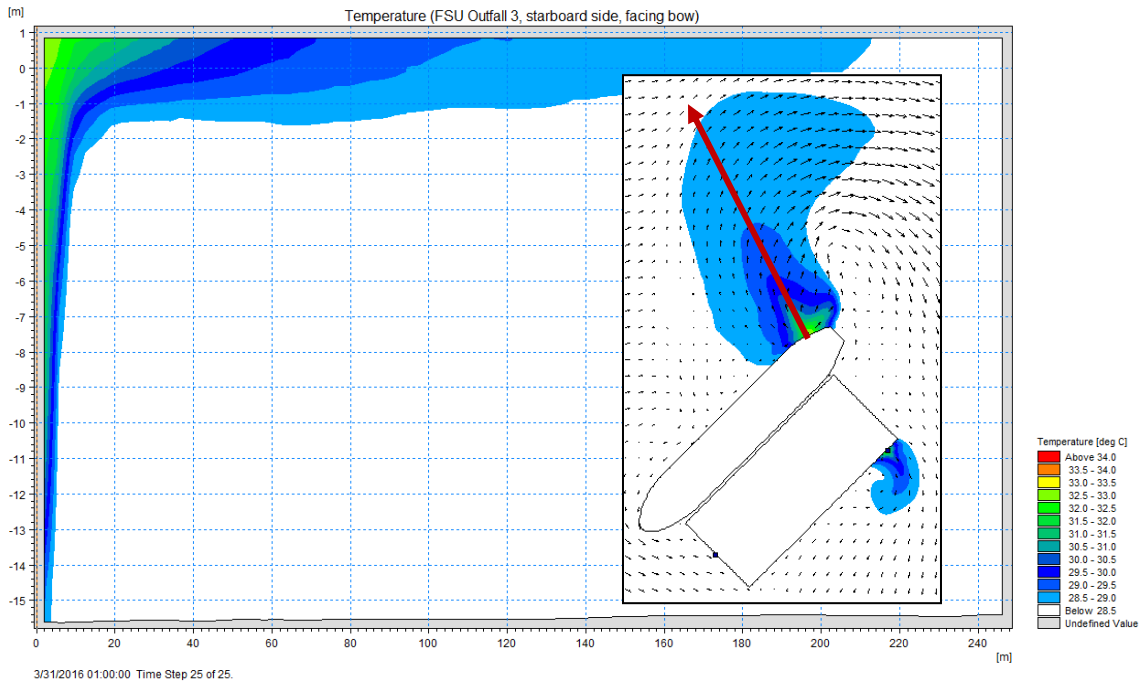 [m]
Temperature (FSU Outfall 3, starboard side, facing bow)
1
0
-1
-2
-3
-4
-5
-6
-7
-8
-9
-10
-11
-12
-13
-14
-15
0 20 40 60 80 100 120 140 160 180 200 220 240
[m]
Temperature [deg C]
Above 34.0
33.5 - 34.0
33.0 - 33.5
32.5 - 33.0
32.0 - 32.5
31.5 - 32.0
31.0 - 31.5
30.5 - 31.0
30.0 - 30.5
29.5 - 30.0
29.0 - 29.5
28.5 - 29.0
Below 28.5
Undefined Value
3/31/2016 01:00:00 Time Step 25 of 25.